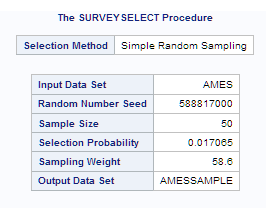 The SURVEYSELECT Procedure
Selection Method Simple Random Sampling
Input Data Set AMES
Random Number Seed 588817000
Sample Size 50
Selection Probability 0.017065
Sampling Weight 58.6
Output Data Set AMESSAMPLE